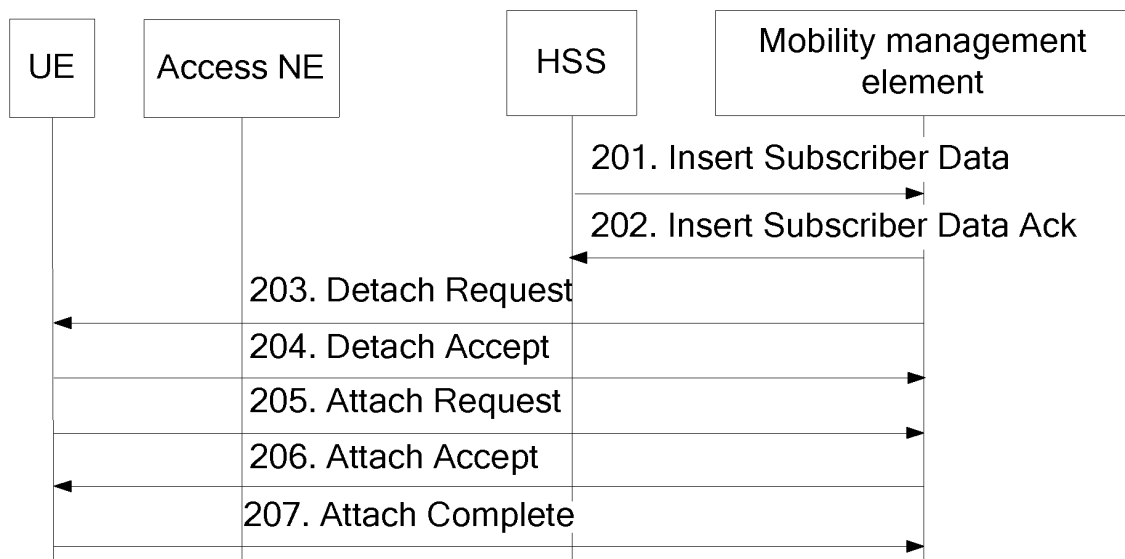 UE
Access NE
HSS
Mobility management
element
201. Insert Subscriber Data
202. Insert Subscriber Data Ack
203. Detach Request
204. Detach Accept
205. Attach Request
206. Attach Accept
207. Attach Complete